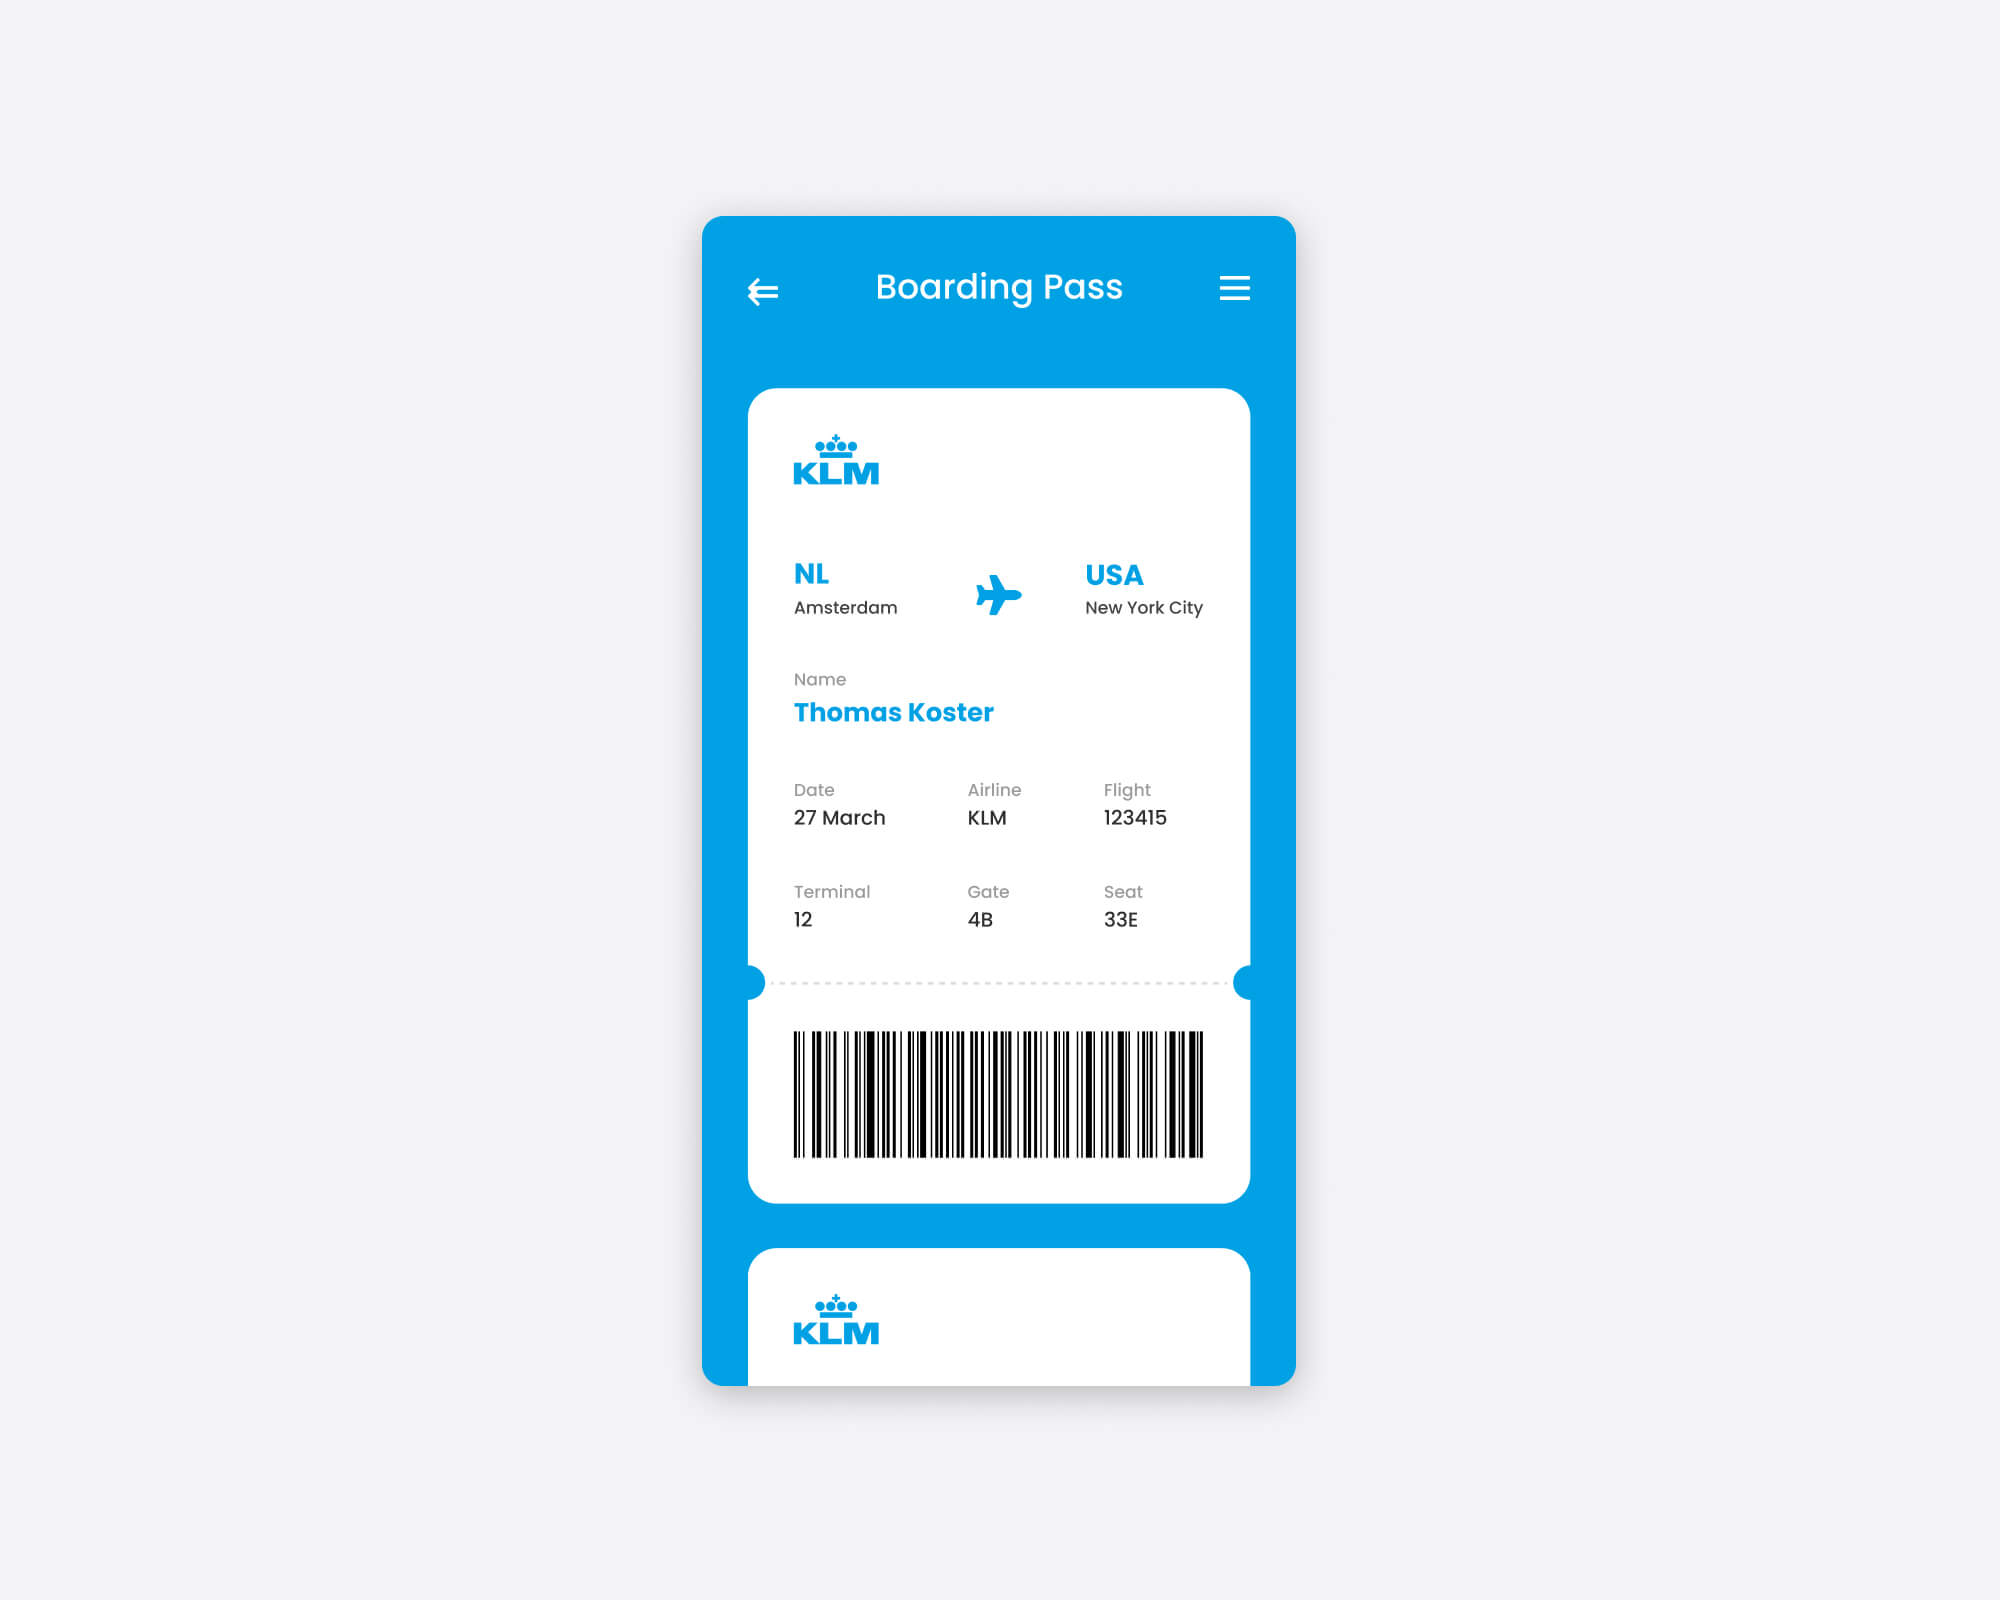 Boarding Pass
KLM
NL USA
Amsterdam New York City
Name
Thomas Koster
Date Airline Flight
27 March KLM 123415
Terminal Gate Seat
12 4B 33E
KLM